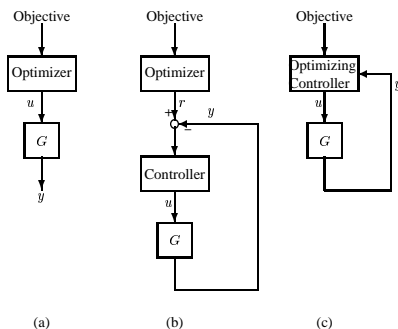 Objective
Optimizer
u
G
y
(a)
Objective
Optimizer
r
+
y
−
Controller
u
G
(b)
Objective
Optimizing
Controller
y
u
G
(c)